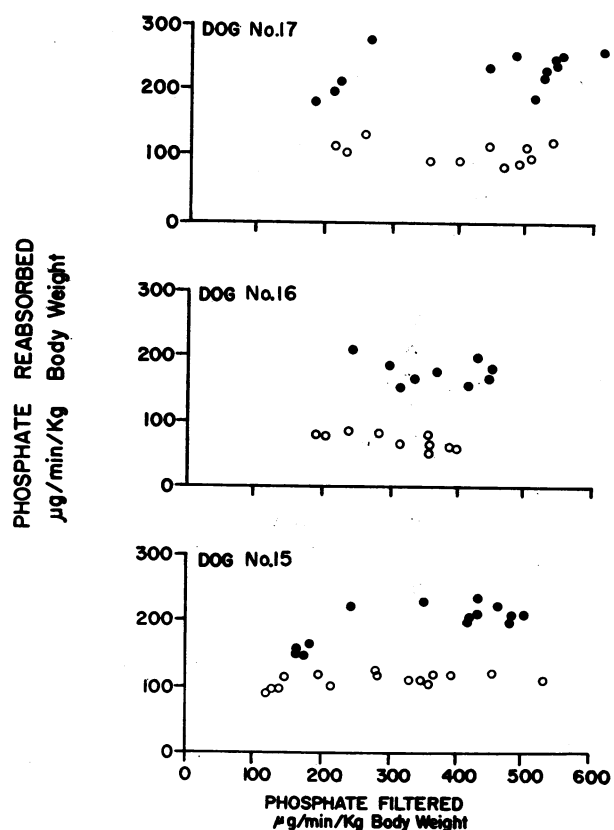 DOG No.17
300
200
100
0
DOG No.16
300
200
100
0
DOG No.15
300
200
100
0
0 100 200 300 400 500 600
PHOSPHATE REABSORBED
µg/min/Kg Body Weight
PHOSPHATE FILTERED
µg/min/Kg Body Weight